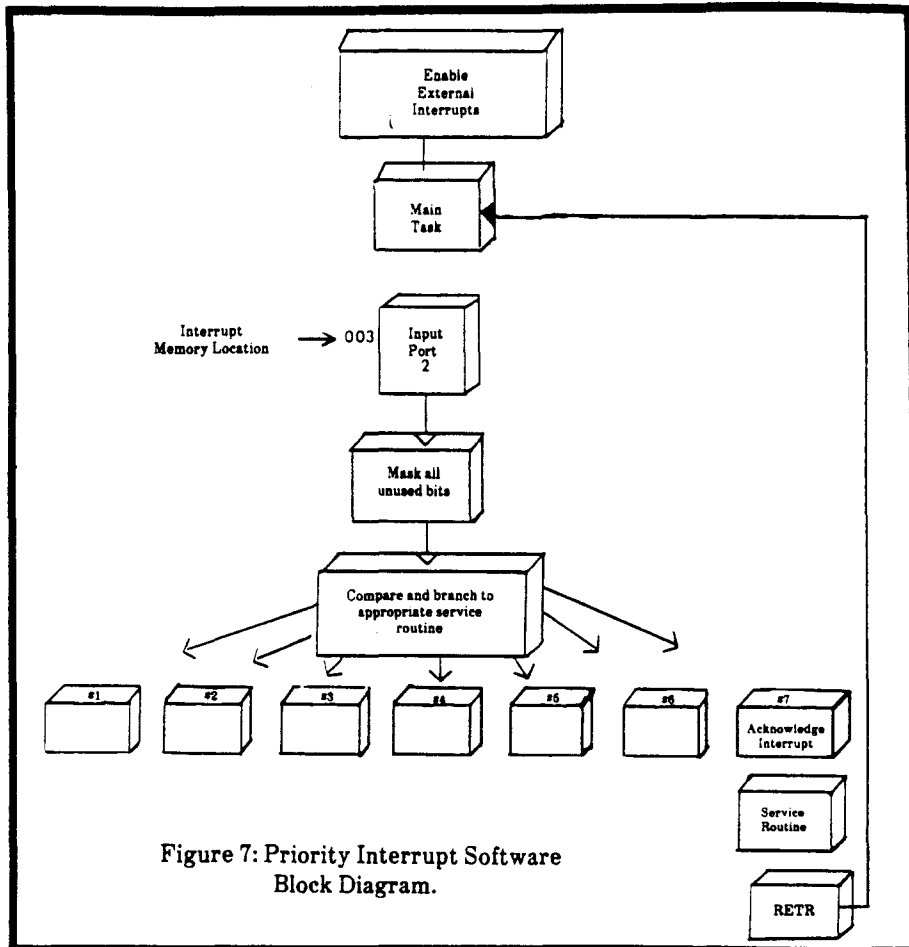 Enable
External
Interrupts
Main
Task
Interrupt
Memory Location
003
Input
Port
2
Mask all
unused bits
Compare and branch to
appropriate service
routine
#1
#2
#3
#4
#5
#6
#7
Acknowledge
Interrupt
Service
Routine
RETR
Figure 7: Priority Interrupt Software
Block Diagram.